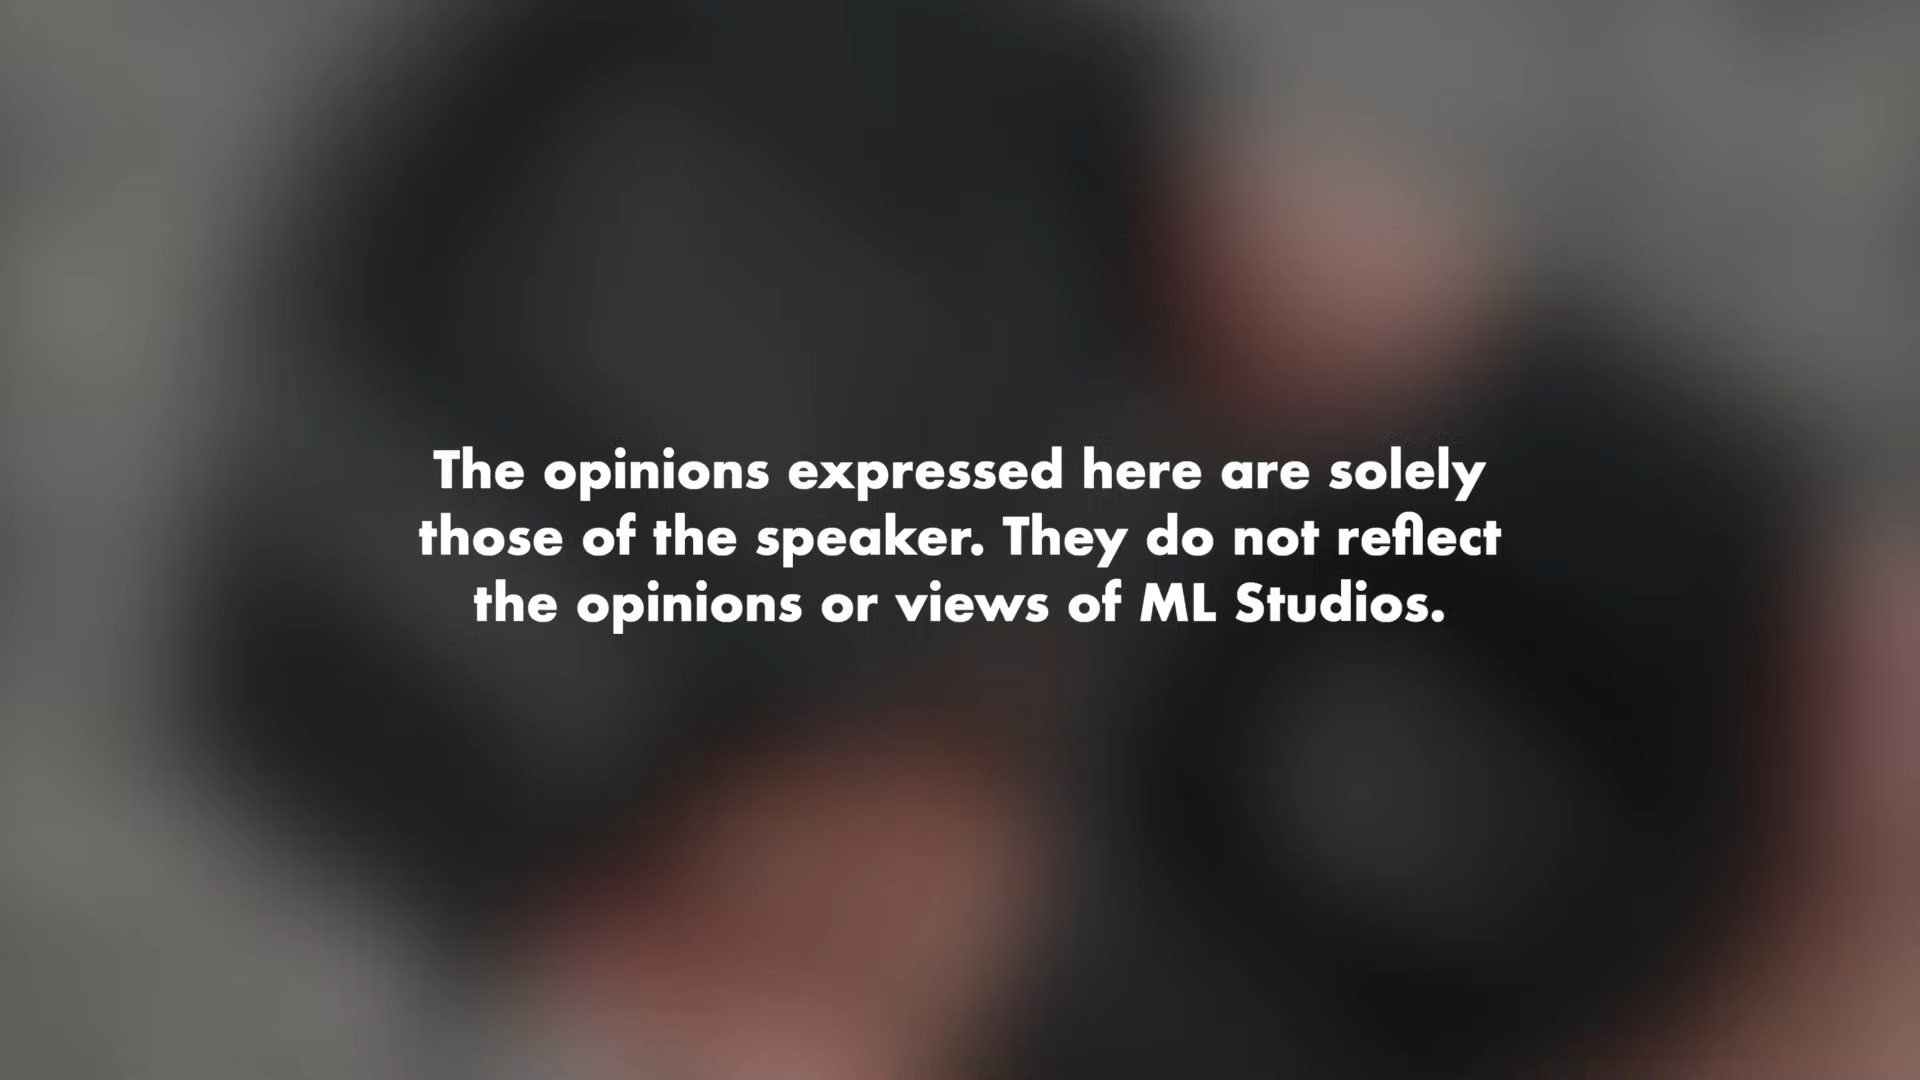 The opinions expressed here are solely
those of the speaker. They do not reflect
the opinions or views of ML Studios.